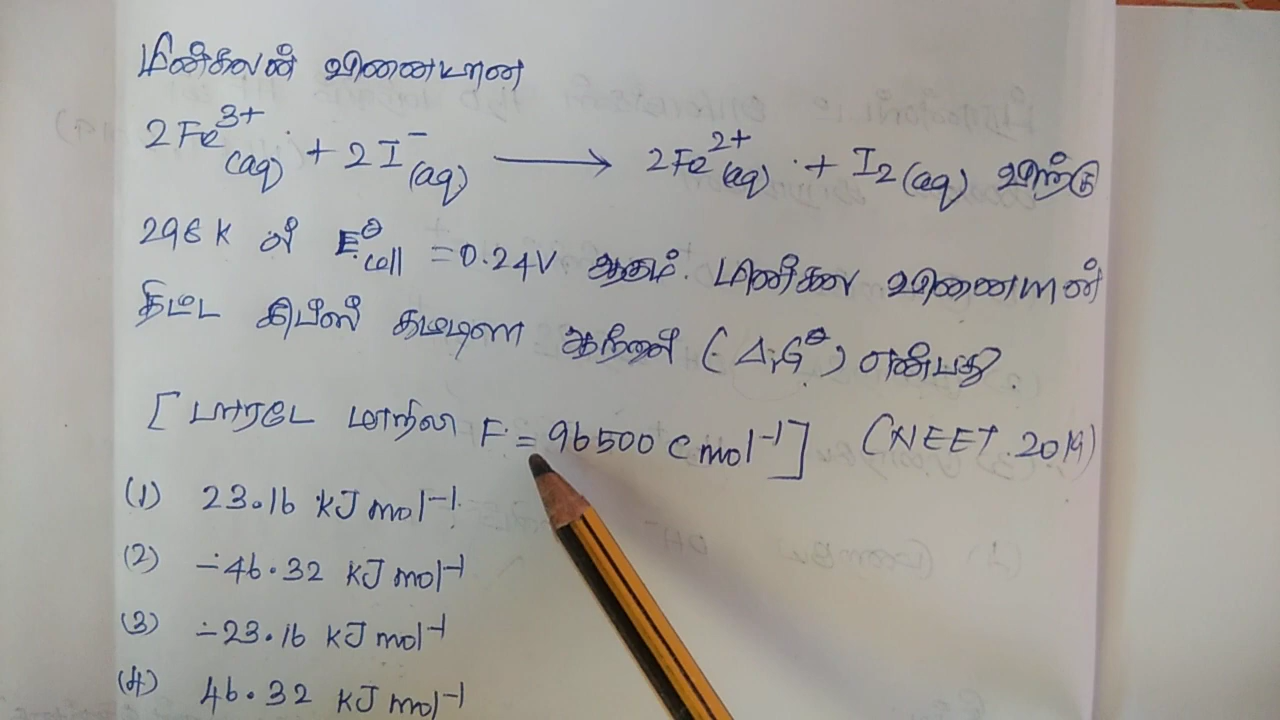 மின்கலன் வினையான
2Fe³⁺(aq) + 2I⁻(aq) ⟶ 2Fe²⁺(aq) + I₂(aq) விற்கு
298 K ல் E⊖cell = 0.24V ஆகும். மின்கல வினையின்
திட்ட கிப்ஸ் கட்டிலா ஆற்றல் (ΔrG⊖) என்பது.
[பாரடே மாறிலி F = 96500 C mol⁻¹] (NEET 2019)
(1) 23.16 kJ mol⁻¹
(2) −46.32 kJ mol⁻¹
(3) −23.16 kJ mol⁻¹
(4) 46.32 kJ mol⁻¹